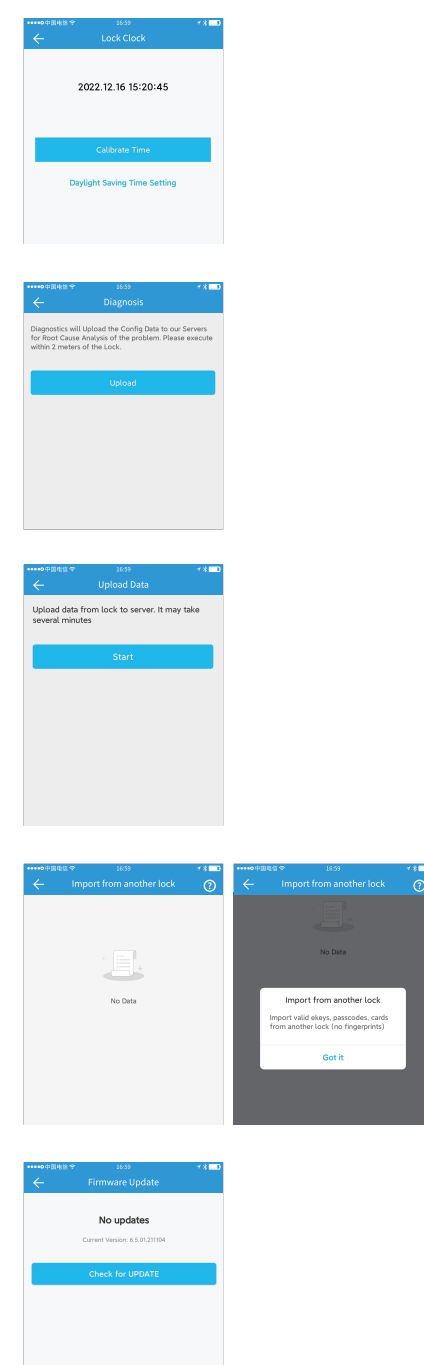 中国电信 16:59
Lock Clock
2022.12.16 15:20:45
Calibrate Time
Daylight Saving Time Setting
中国电信 16:59
Diagnosis
Diagnostics will Upload the Config Data to our Servers
for Root Cause Analysis of the problem. Please execute
within 2 meters of the Lock.
Upload
中国电信 16:59
Upload Data
Upload data from lock to server. It may take
several minutes
Start
中国电信 16:59
Import from another lock ?
No Data
中国电信 16:59
Import from another lock ?
No Data
Import from another lock
Import valid ekeys, passcodes, cards
from another lock (no fingerprints)
Got it
中国电信 16:59
Firmware Update
No updates
Current Version: 6.5.01.211104
Check for UPDATE